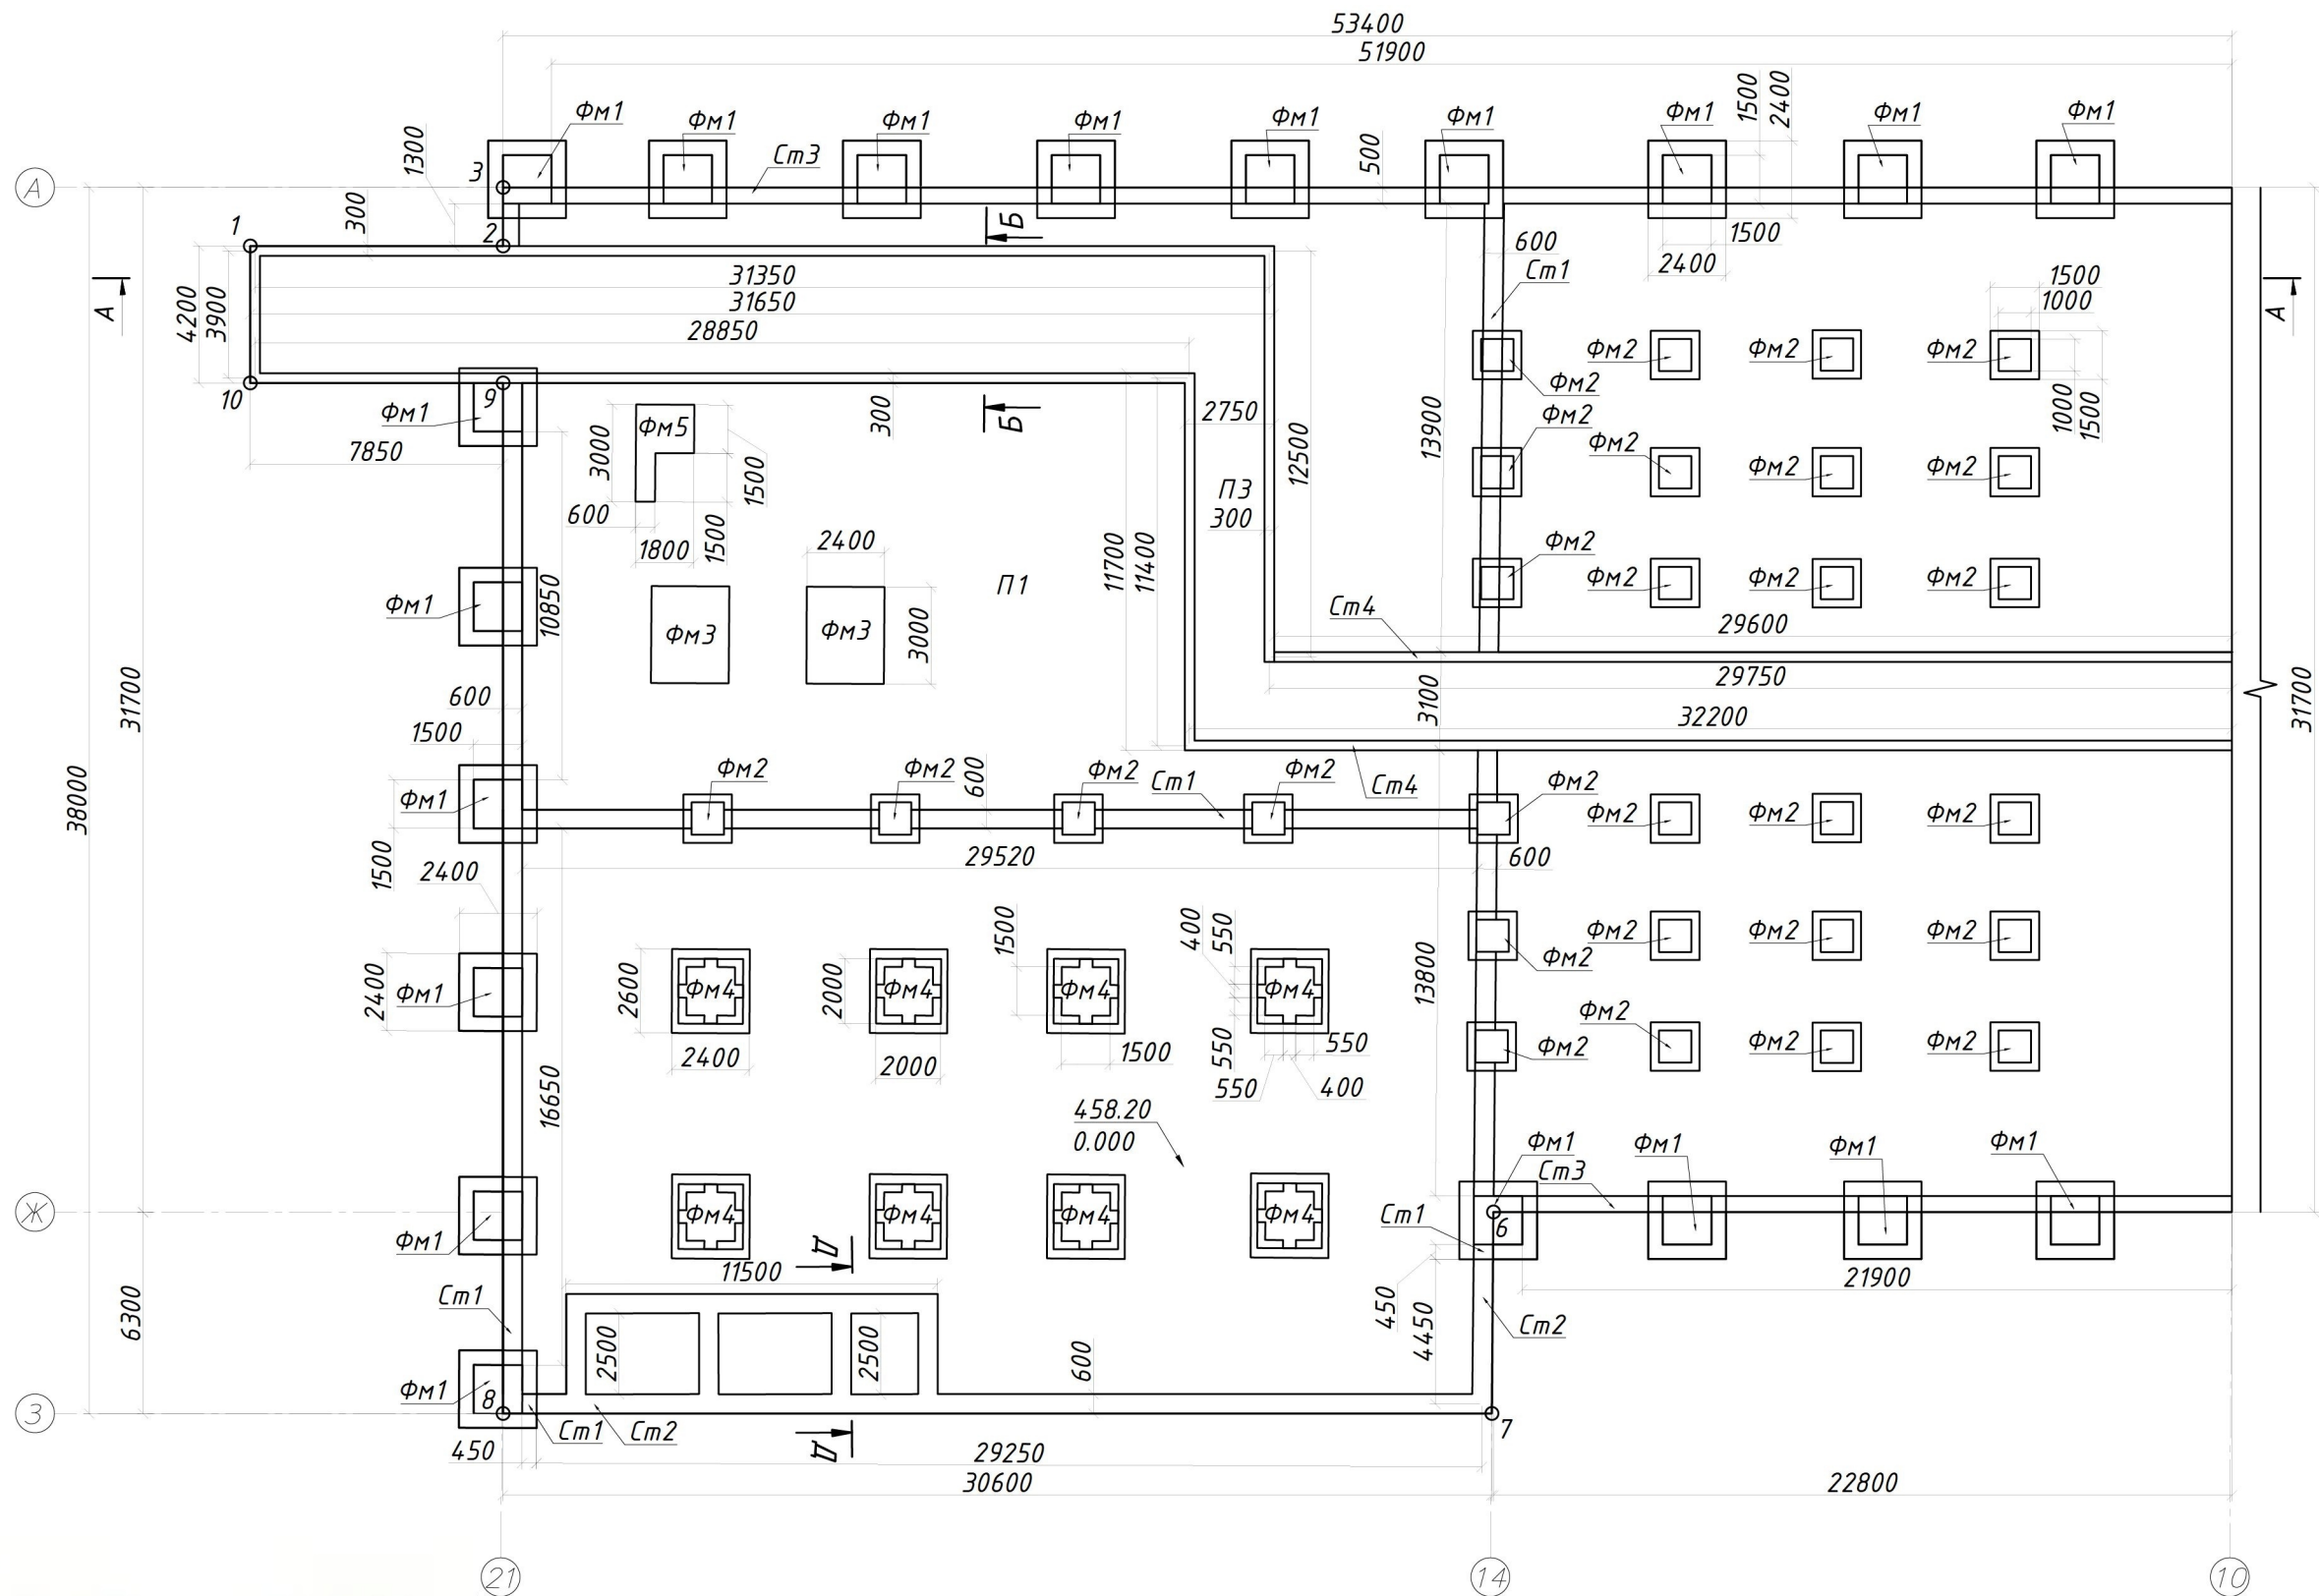 53400
51900
Фм1
Фм1
Фм1
Фм1
Фм1
Фм1
Фм1
Фм1
Фм1
1500
2400
1300
Ст3
500
А
3
300
1
2
Б
1500
2400
600
Ст1
31350
31650
28850
4200
3900
А
А
1500
1000
1000
1500
10
9
Фм1
7850
300
Б
2750
12500
13900
Фм2
Фм2
Фм2
Фм2
Фм2
Фм2
Фм2
Фм2
Фм2
Фм2
Фм2
Фм2
3000
Фм5
1500
600
1800
1500
П3
300
2400
П1
11700
11400
Фм1
10850
Фм3
Фм3
3000
Ст4
29600
29750
32200
3100
31700
38000
31700
600
1500
Фм2
Фм2
600
Фм2
Ст1
Фм2
Ст4
Фм2
Фм2
Фм2
Фм2
Фм1
1500
29520
600
2400
2400
Фм1
2600
Фм4
2000
Фм4
1500
Фм4
400
550
Фм4
13800
Фм2
Фм2
Фм2
Фм2
2400
2000
1500
550
550
550
400
Фм2
Фм2
Фм2
Фм2
16650
458.20
0.000
Фм1
Ст3
Фм1
Фм1
Фм1
Ж
Фм1
Фм4
Фм4
Фм4
Фм4
Ст1
6
Д
11500
21900
6300
Ст1
2500
2500
600
450
4450
Ст2
Фм1
8
З
7
450
Ст1
Ст2
Д
29250
30600
22800
21
14
10